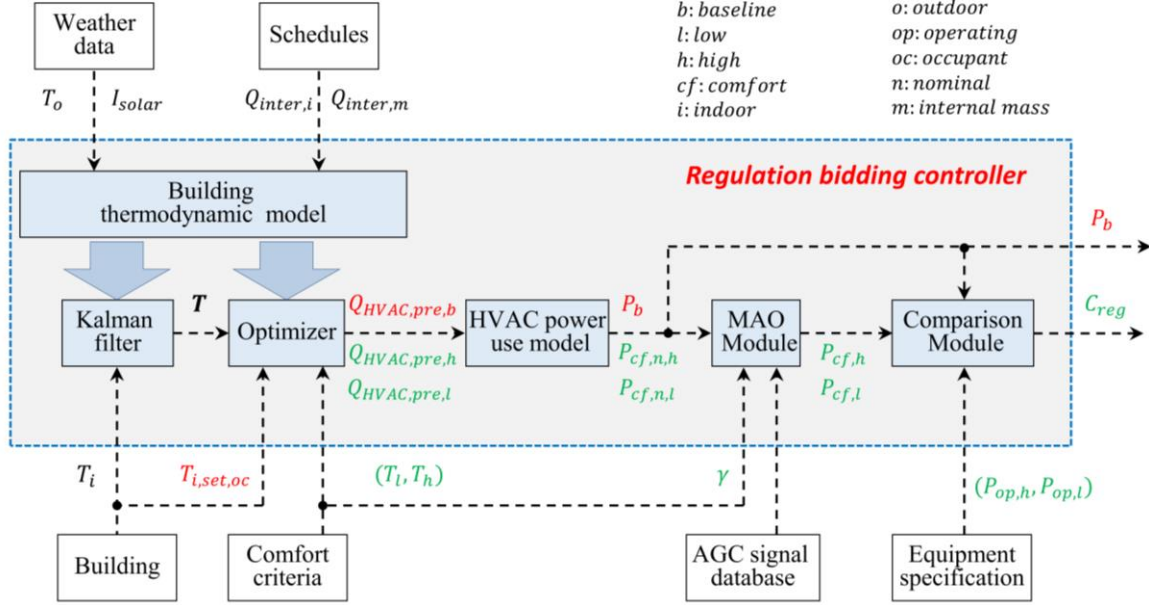 Weather
data
Schedules
b: baseline
l: low
h: high
cf: comfort
i: indoor
o: outdoor
op: operating
oc: occupant
n: nominal
m: internal mass
T_o I_solar
Q_inter,i Q_inter,m
Building
thermodynamic model
Regulation bidding controller
P_b
Kalman
filter
T
Optimizer
Q_HVAC,pre,b
Q_HVAC,pre,h
Q_HVAC,pre,l
HVAC power
use model
P_b
P_cf,n,h
P_cf,n,l
MAO
Module
P_cf,h
P_cf,l
Comparison
Module
C_reg
T_i
T_i,set,oc
(T_l, T_h)
γ
(P_op,h, P_op,l)
Building
Comfort
criteria
AGC signal
database
Equipment
specification